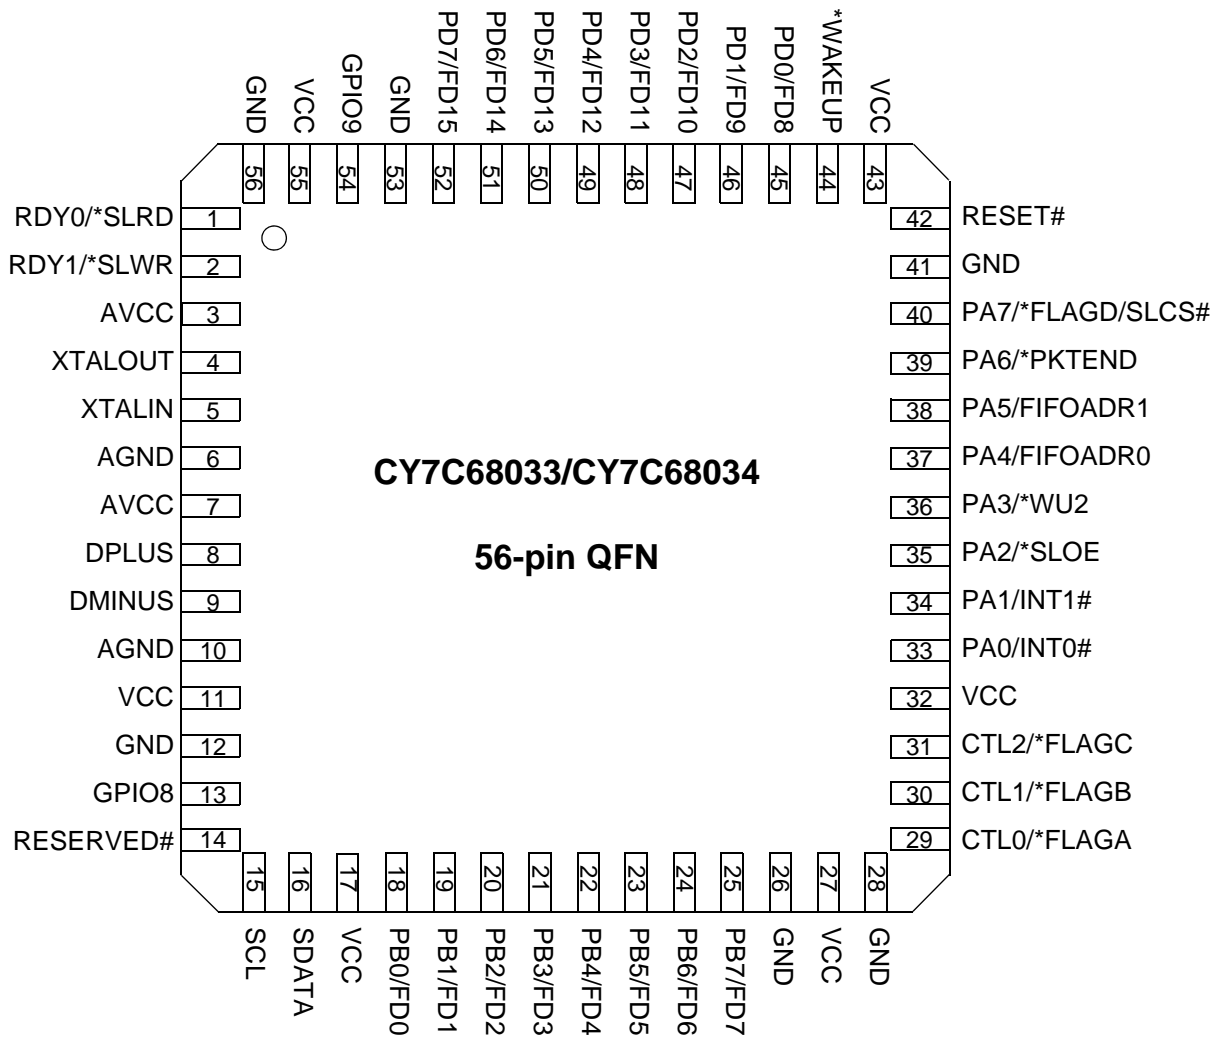 GND
VCC
GPIO9
GND
PD7/FD15
PD6/FD14
PD5/FD13
PD4/FD12
PD3/FD11
PD2/FD10
PD1/FD9
PD0/FD8
*WAKEUP
VCC
56
55
54
53
52
51
50
49
48
47
46
45
44
43
RDY0/*SLRD 1
RDY1/*SLWR 2
AVCC 3
XTALOUT 4
XTALIN 5
AGND 6
AVCC 7
DPLUS 8
DMINUS 9
AGND 10
VCC 11
GND 12
GPIO8 13
RESERVED# 14
CY7C68033/CY7C68034
56-pin QFN
42 RESET#
41 GND
40 PA7/*FLAGD/SLCS#
39 PA6/*PKTEND
38 PA5/FIFOADR1
37 PA4/FIFOADR0
36 PA3/*WU2
35 PA2/*SLOE
34 PA1/INT1#
33 PA0/INT0#
32 VCC
31 CTL2/*FLAGC
30 CTL1/*FLAGB
29 CTL0/*FLAGA
15
16
17
18
19
20
21
22
23
24
25
26
27
28
SCL
SDATA
VCC
PB0/FD0
PB1/FD1
PB2/FD2
PB3/FD3
PB4/FD4
PB5/FD5
PB6/FD6
PB7/FD7
GND
VCC
GND